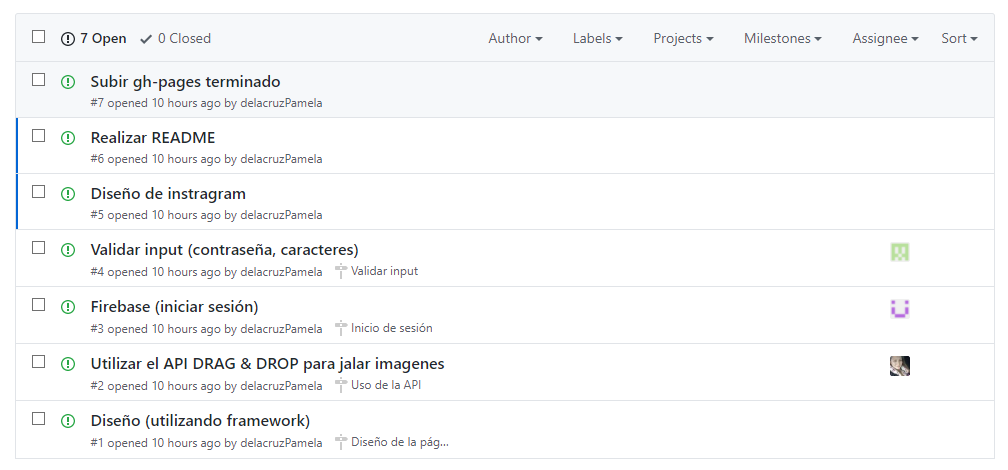 7 Open 0 Closed Author Labels Projects Milestones Assignee Sort
Subir gh-pages terminado
#7 opened 10 hours ago by delacruzPamela
Realizar README
#6 opened 10 hours ago by delacruzPamela
Diseño de instragram
#5 opened 10 hours ago by delacruzPamela
Validar input (contraseña, caracteres)
#4 opened 10 hours ago by delacruzPamela Validar input
Firebase (iniciar sesión)
#3 opened 10 hours ago by delacruzPamela Inicio de sesión
Utilizar el API DRAG & DROP para jalar imagenes
#2 opened 10 hours ago by delacruzPamela Uso de la API
Diseño (utilizando framework)
#1 opened 10 hours ago by delacruzPamela Diseño de la pág...